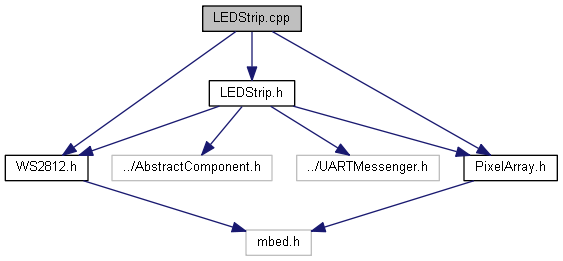 LEDStrip.cpp
LEDStrip.h
WS2812.h
../AbstractComponent.h
../UARTMessenger.h
PixelArray.h
mbed.h